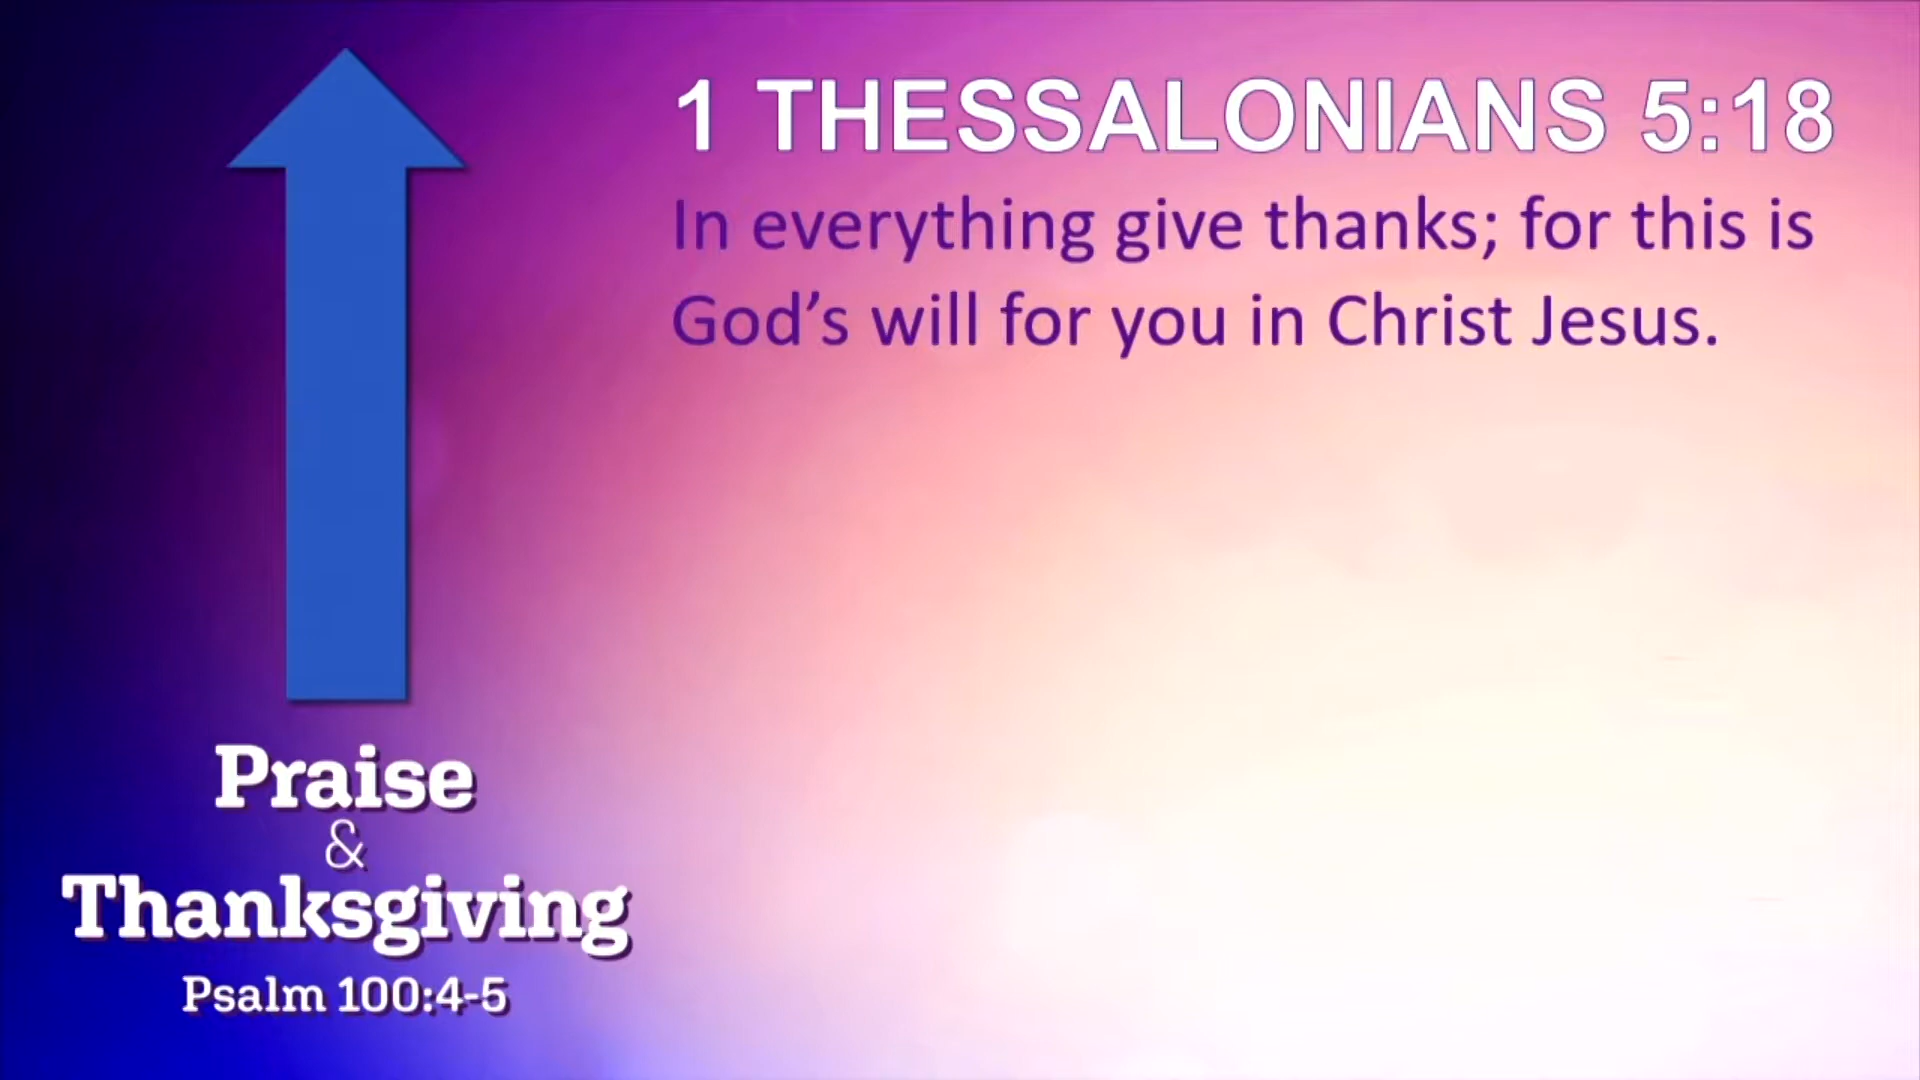 1 THESSALONIANS 5:18
In everything give thanks; for this is
God’s will for you in Christ Jesus.
Praise
&
Thanksgiving
Psalm 100:4-5